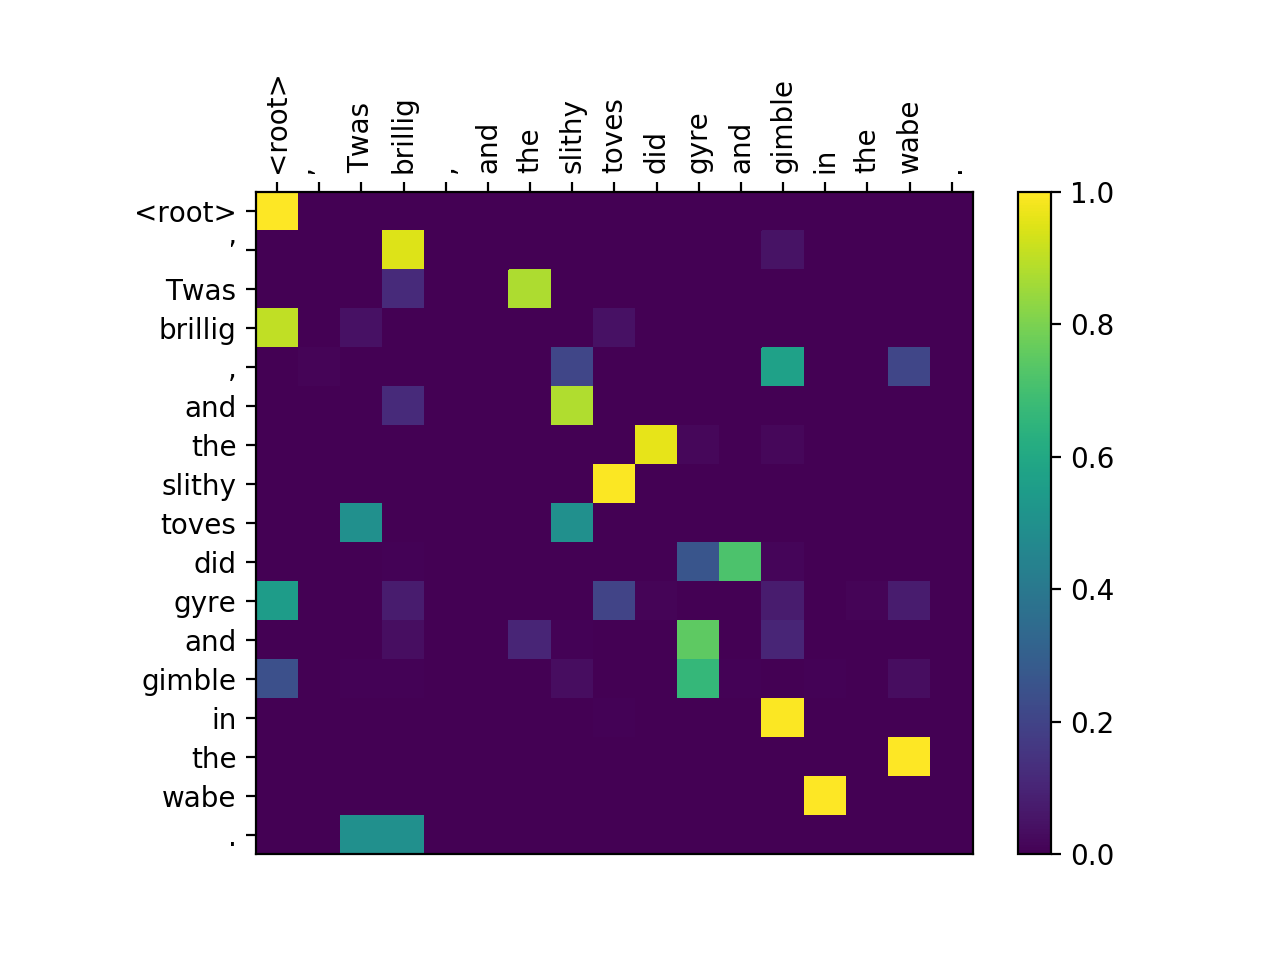 <root> ’ Twas brillig , and the slithy toves did gyre and gimble in the wabe .
<root>
’
Twas
brillig
,
and
the
slithy
toves
did
gyre
and
gimble
in
the
wabe
.
1.0
0.8
0.6
0.4
0.2
0.0